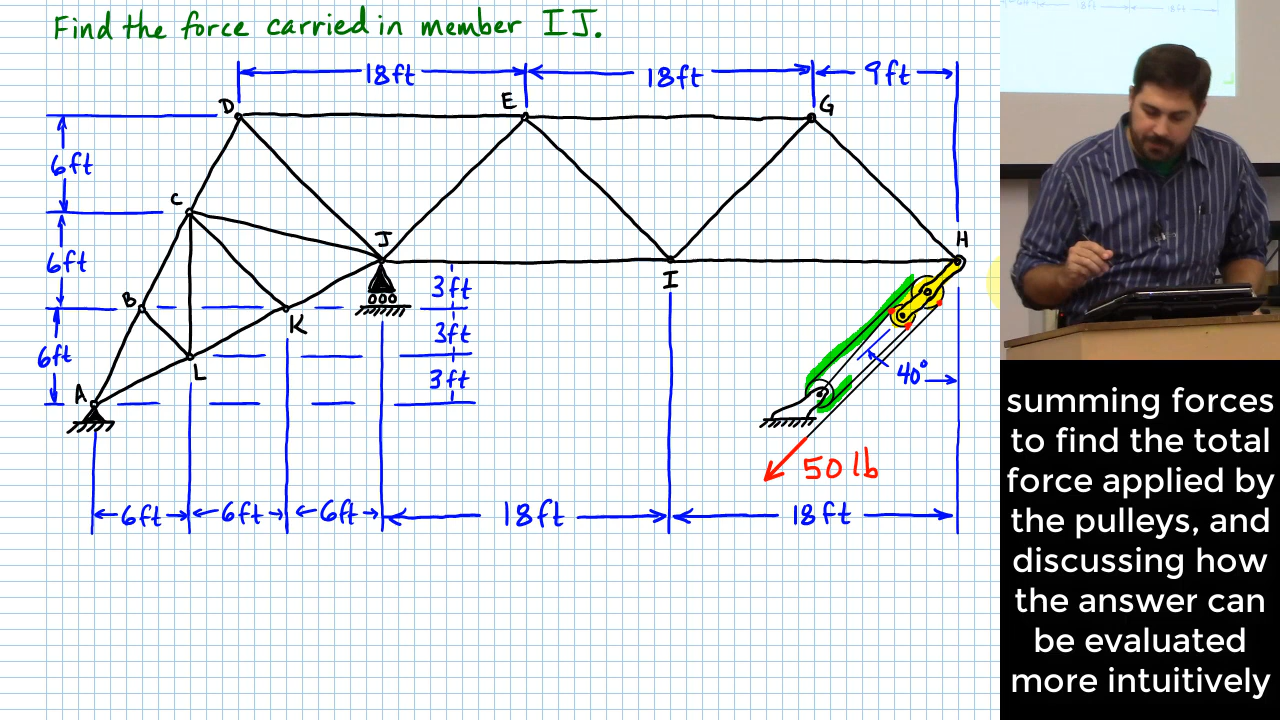 Find the force carried in member IJ.
18ft 18ft 9ft
D E G
6ft
C
6ft
J H
3ft I
B K
3ft
6ft L
3ft 40°
A
50 lb
6ft 6ft 6ft 18ft 18ft
summing forces
to find the total
force applied by
the pulleys, and
discussing how
the answer can
be evaluated
more intuitively